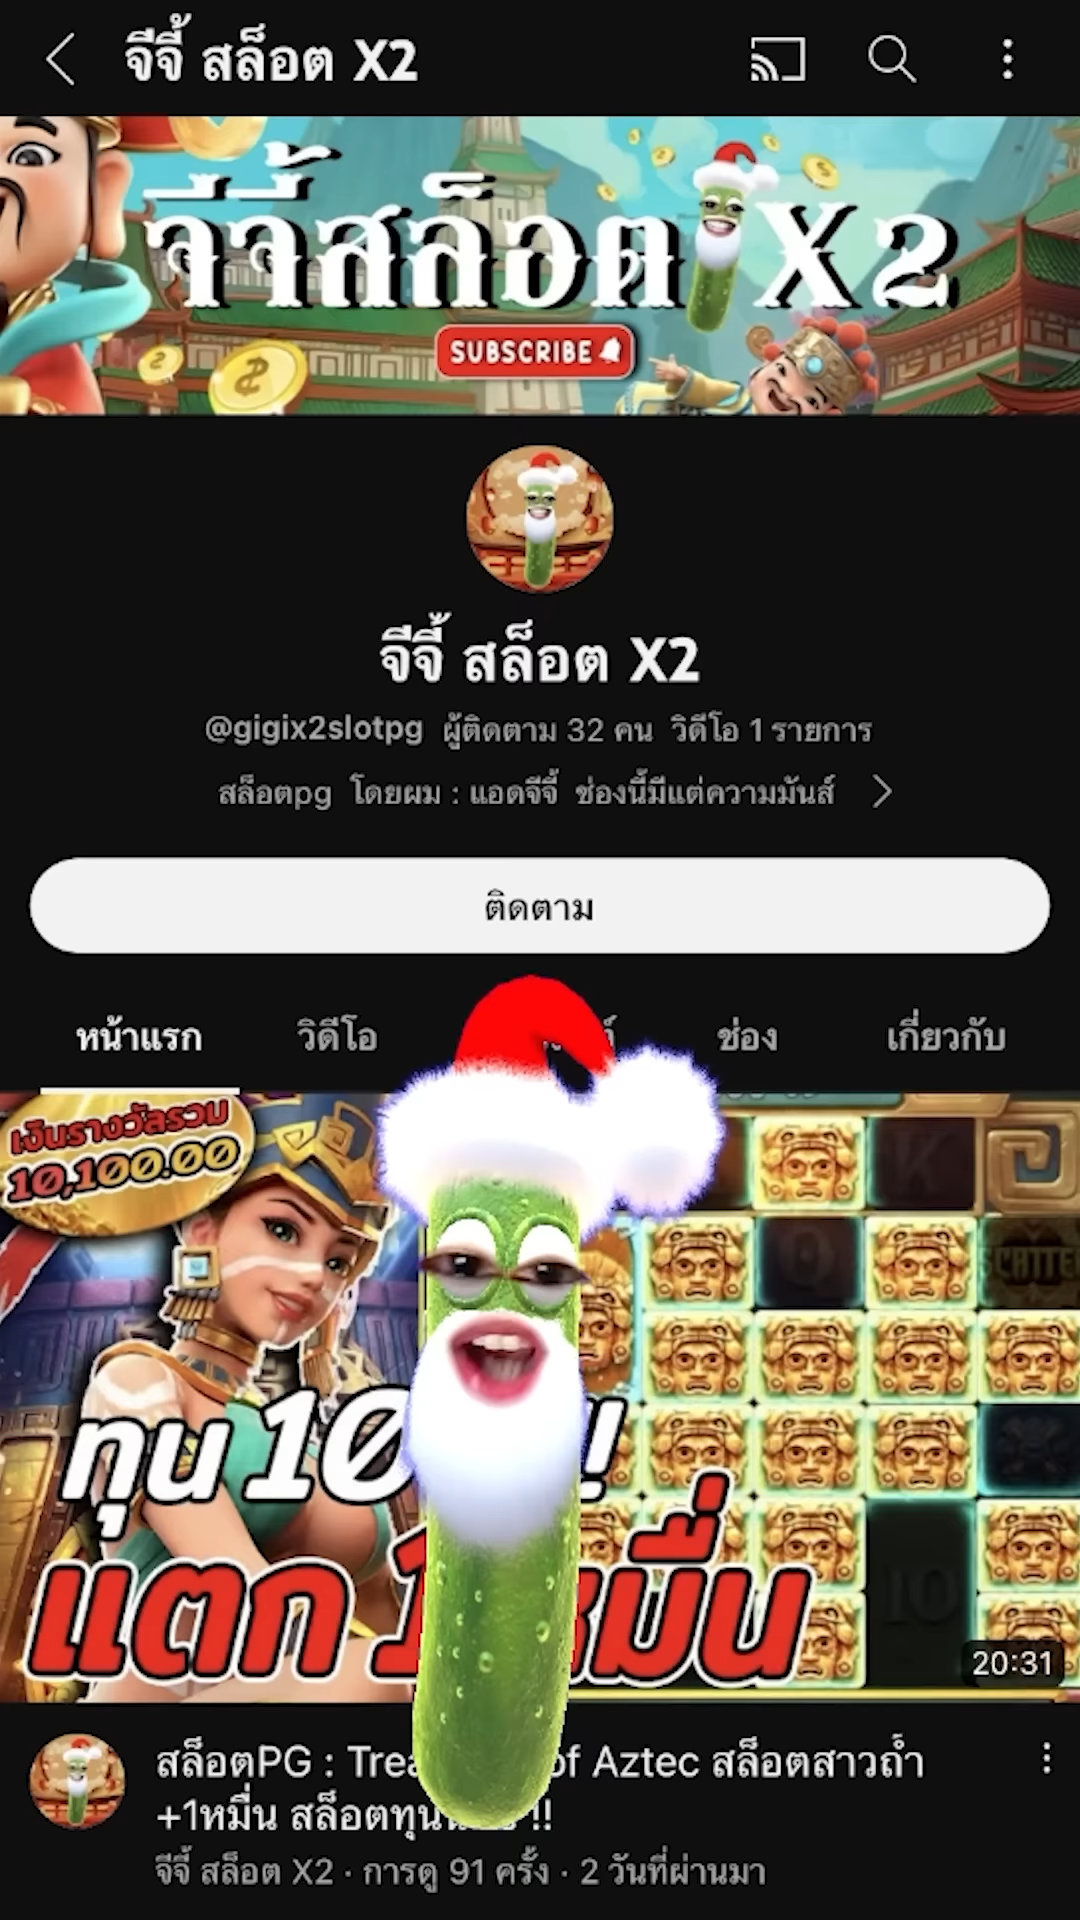 จีจี้ สล็อต X2
จีจี้สล็อต X2
SUBSCRIBE
จีจี้ สล็อต X2
@gigix2slotpg ผู้ติดตาม 32 คน วิดีโอ 1 รายการ
สล็อตpg โดยผม : แอดจีจี้ ช่องนี้มีแต่ความมันส์
ติดตาม
หน้าแรก วิดีโอ ช่อง เกี่ยวกับ
เงินรางวัลรวม
10,100.00
ทุน 10 !
แตก 1 หมื่น
20:31
สล็อตPG : of Aztec สล็อตสาวถ้ำ
+1หมื่น !!
จีจี้ สล็อต X2 · การดู 91 ครั้ง · 2 วันที่ผ่านมา